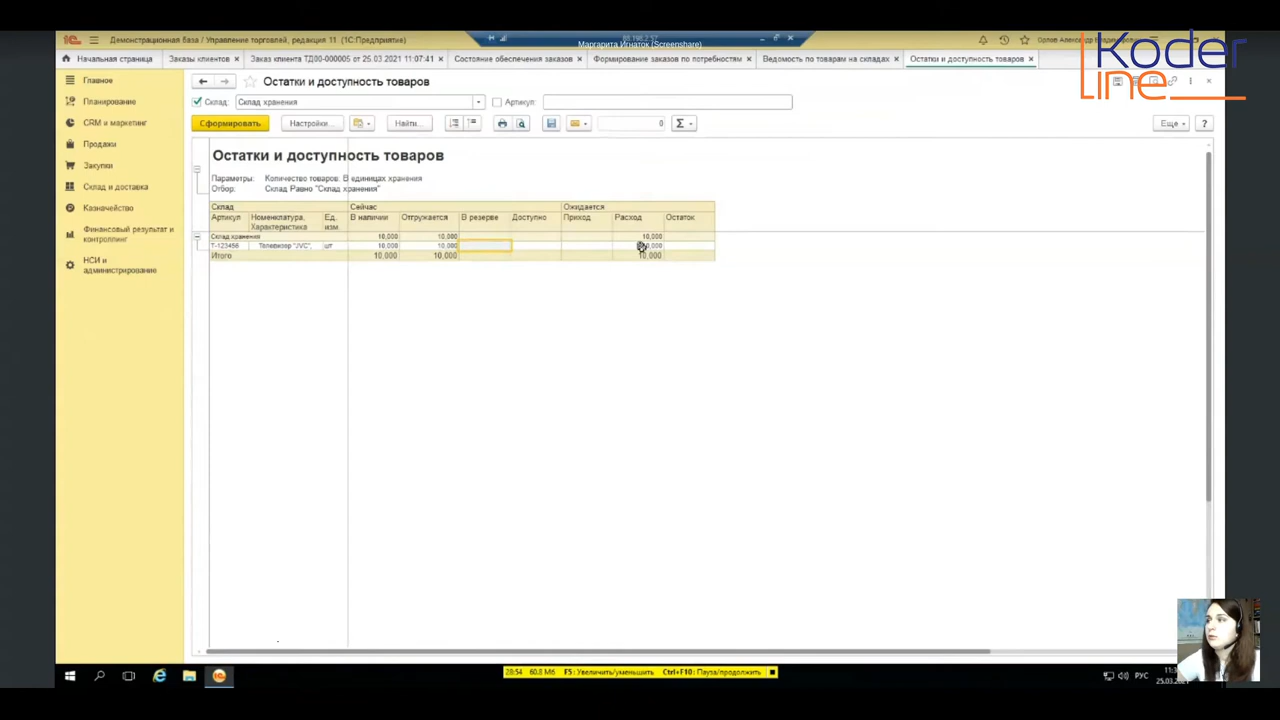 Демонстрационная База / Управление торговлей, редакция 11 (1С:Предприятие)
Маргарита Игнаток (Screenshare)
Koder
Line
Начальная страница
Заказы клиентов ×
Заказ клиента ТД00-000005 от 25.03.2021 11:07:41 ×
Состояние обеспечения заказов ×
Формирование заказов по потребностям ×
Ведомость по товарам на складах ×
Остатки и доступность товаров ×
Главное
Планирование
CRM и маркетинг
Продажи
Закупки
Склад и доставка
Казначейство
Финансовый результат и
контроллинг
НСИ и
администрирование
Остатки и доступность товаров
Склад: Склад хранения Артикул:
Сформировать Настройки... Найти... 0 Σ Еще ?
Остатки и доступность товаров
Параметры: Количество товаров: В единицах хранения
Отбор: Склад Равно "Склад хранения"
Склад Сейчас Ожидается
Артикул Номенклатура, Ед. В наличии Отгружается В резерве Доступно Приход Расход Остаток
Характеристика изм
Склад хранения 10,000 10,000 10,000
Т-123456 Телевизор "JVC", шт 10,000 10,000
Итого 10,000 10,000 10,000
28:54 60.8 Мб F5: Увеличить/уменьшить Ctrl+F10: Пауза/продолжить
РУС